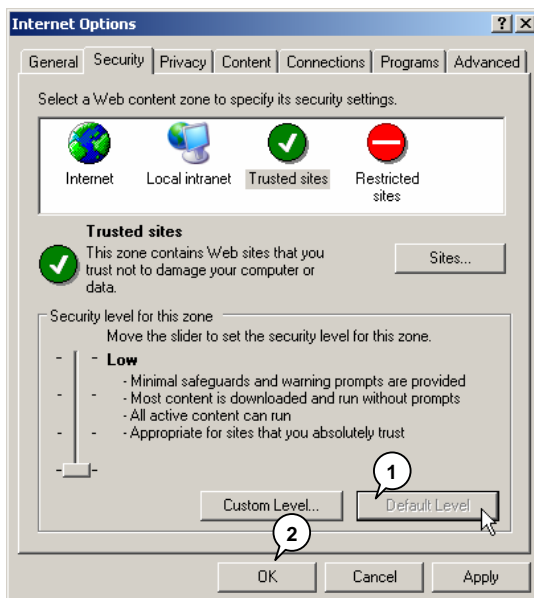 Internet Options
General Security Privacy Content Connections Programs Advanced
Select a Web content zone to specify its security settings.
Internet Local intranet Trusted sites Restricted
sites
Trusted sites
This zone contains Web sites that you
trust not to damage your computer or
data.
Sites...
Security level for this zone
Move the slider to set the security level for this zone.
Low
- Minimal safeguards and warning prompts are provided
- Most content is downloaded and run without prompts
- All active content can run
- Appropriate for sites that you absolutely trust
1
Custom Level... Default Level
2
OK Cancel Apply